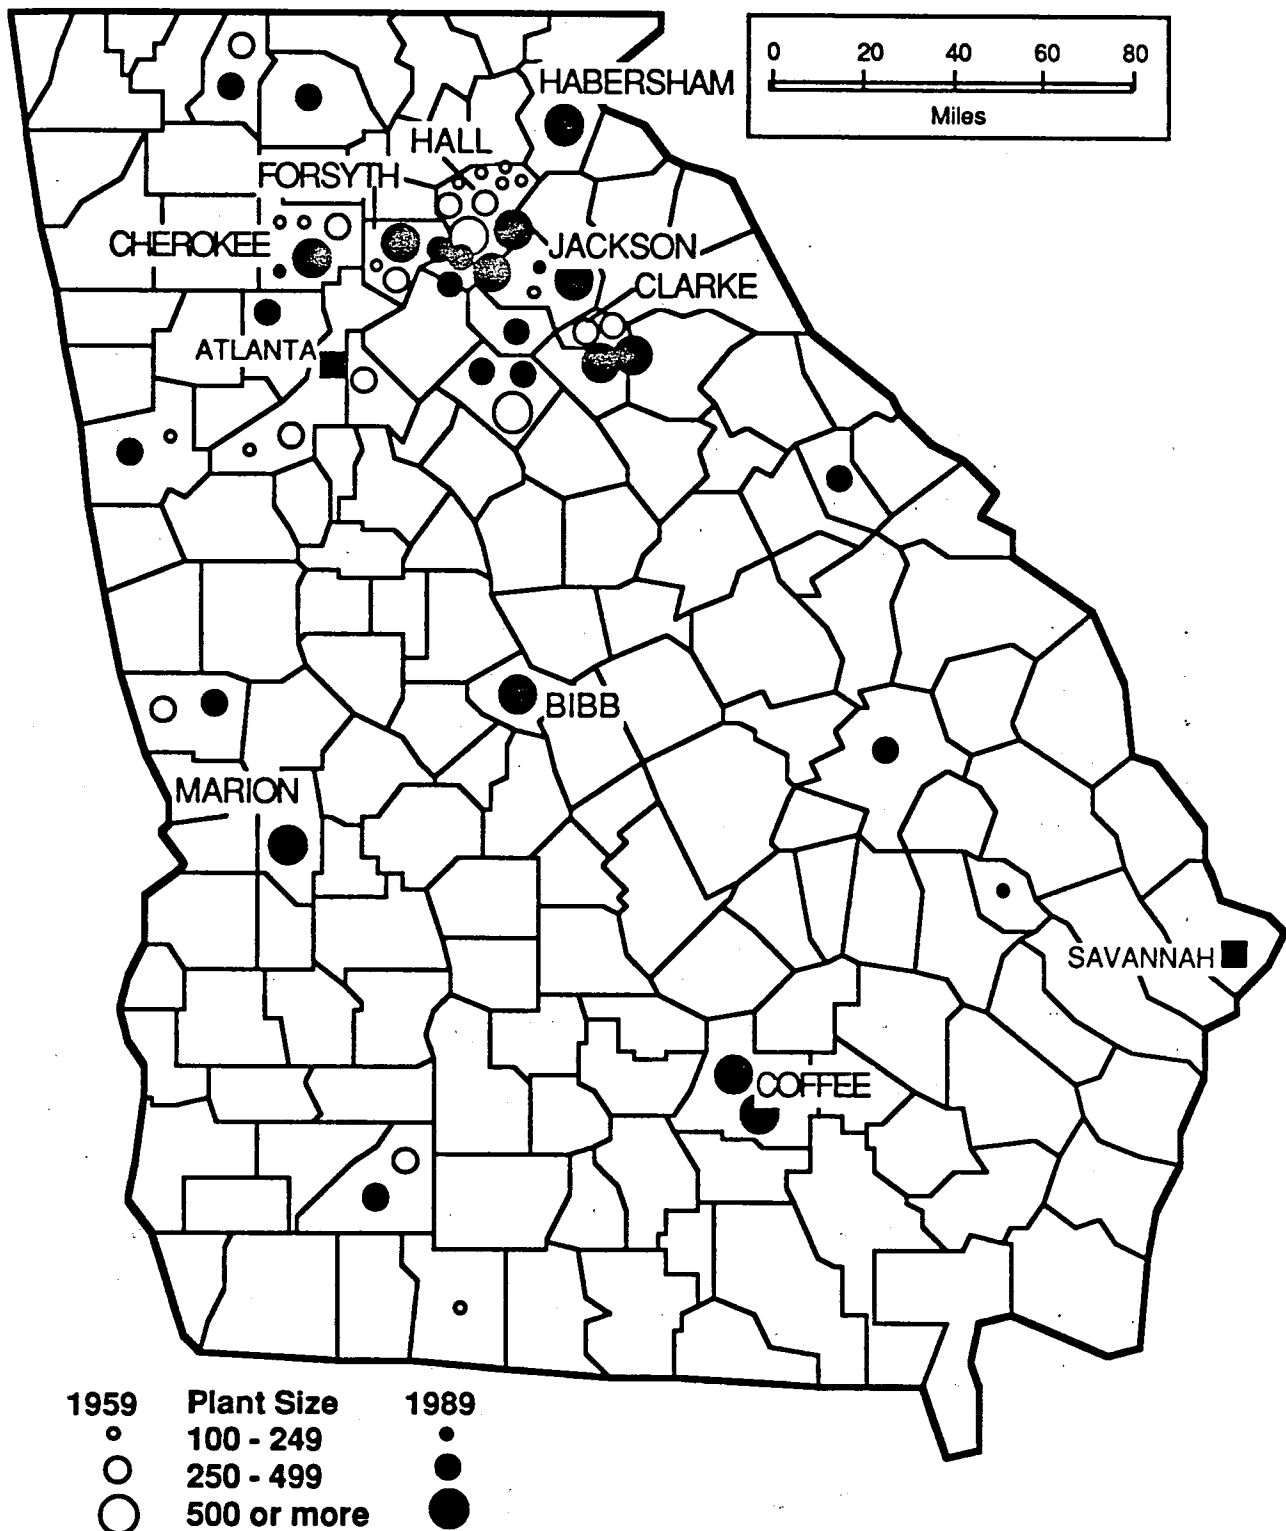 0 20 40 60 80
Miles
HABERSHAM
HALL
FORSYTH
CHEROKEE
JACKSON
CLARKE
ATLANTA
BIBB
MARION
SAVANNAH
COFFEE
1959 Plant Size 1989
100 - 249
250 - 499
500 or more